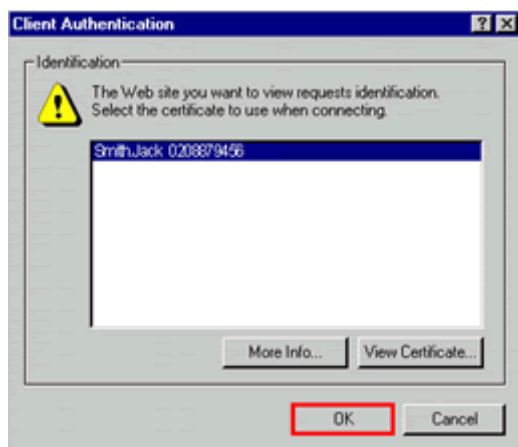 Client Authentication
Identification
The Web site you want to view requests identification.
Select the certificate to use when connecting.
SmithJack 0208879456
More Info...
View Certificate...
OK
Cancel